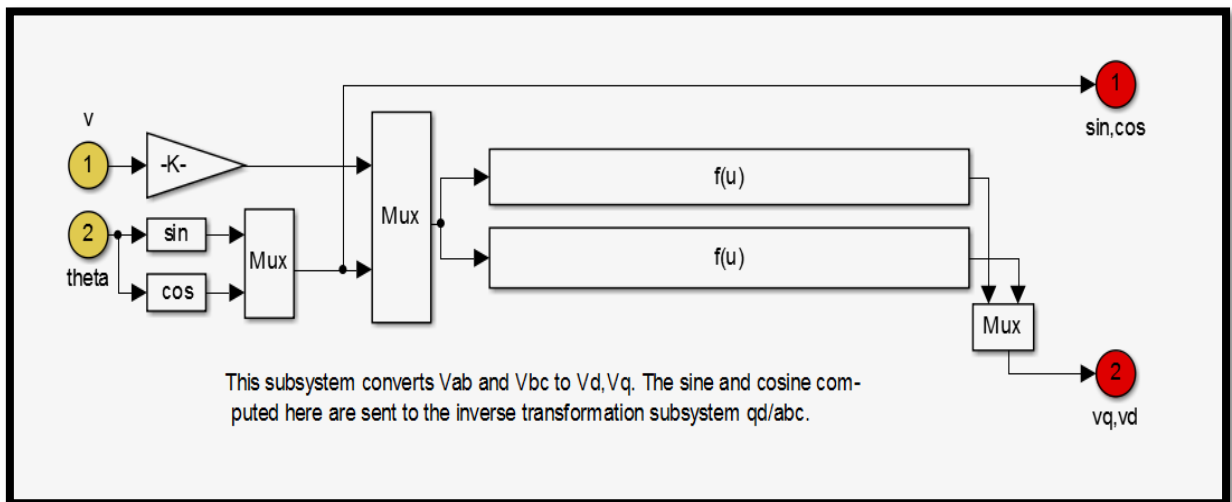 v
1
-K-
2
theta
sin
cos
Mux
Mux
f(u)
f(u)
Mux
1
sin,cos
2
vq,vd
This subsystem converts Vab and Vbc to Vd,Vq. The sine and cosine com-
puted here are sent to the inverse transformation subsystem qd/abc.